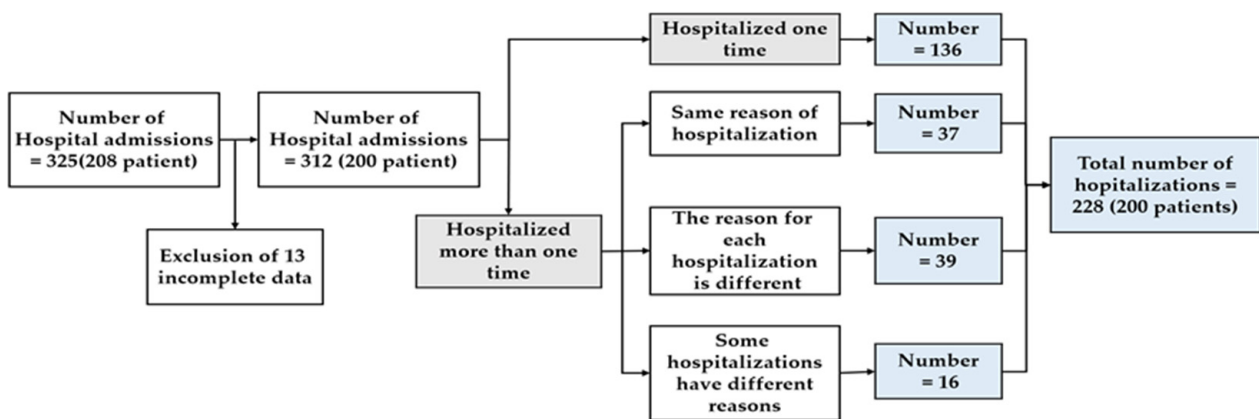 Number of
Hospital admissions
= 325(208 patient)
Exclusion of 13
incomplete data
Number of
Hospital admissions
= 312 (200 patient)
Hospitalized one
time
Number
= 136
Hospitalized
more than one
time
Same reason of
hospitalization
Number
= 37
The reason for
each
hospitalization
is different
Number
= 39
Some
hospitalizations
have different
reasons
Number
= 16
Total number of
hopitalizations =
228 (200 patients)